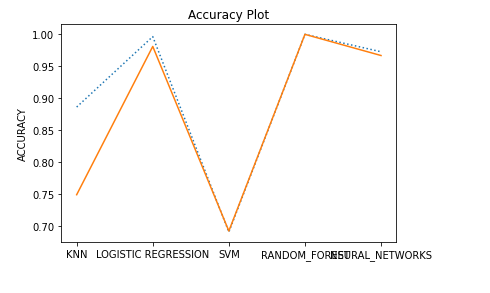 Accuracy Plot
1.00
0.95
0.90
0.85
0.80
0.75
0.70
ACCURACY
KNN LOGISTIC REGRESSION SVM RANDOM_FOREST NEURAL_NETWORKS